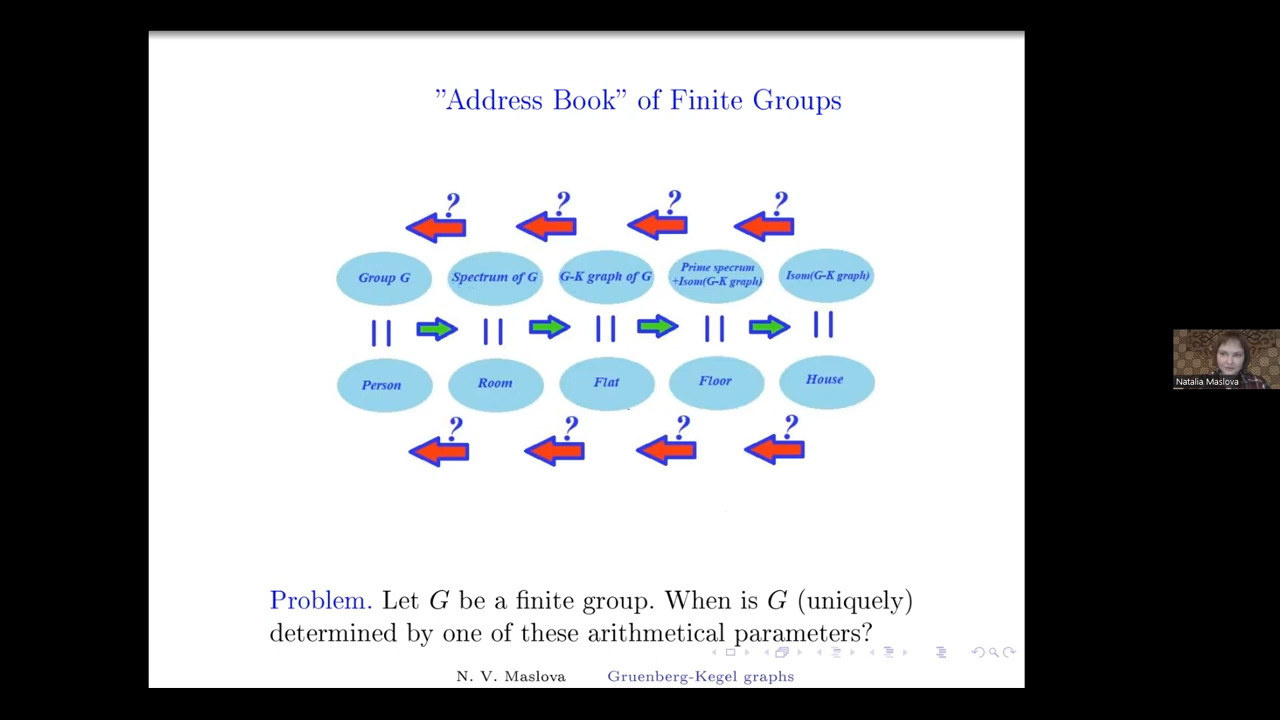 "Address Book" of Finite Groups
? ? ? ?
Group G Spectrum of G G-K graph of G Prime specrum Isom(G-K graph)
+Isom(G-K graph)
Person Room Flat Floor House
? ? ? ?
Problem. Let G be a finite group. When is G (uniquely)
determined by one of these arithmetical parameters?
N. V. Maslova Gruenberg-Kegel graphs
Natalia Maslova